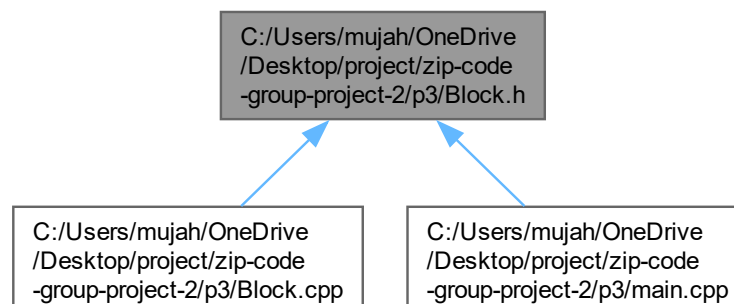 C:/Users/mujah/OneDrive
/Desktop/project/zip-code
-group-project-2/p3/Block.h
C:/Users/mujah/OneDrive
/Desktop/project/zip-code
-group-project-2/p3/Block.cpp
C:/Users/mujah/OneDrive
/Desktop/project/zip-code
-group-project-2/p3/main.cpp